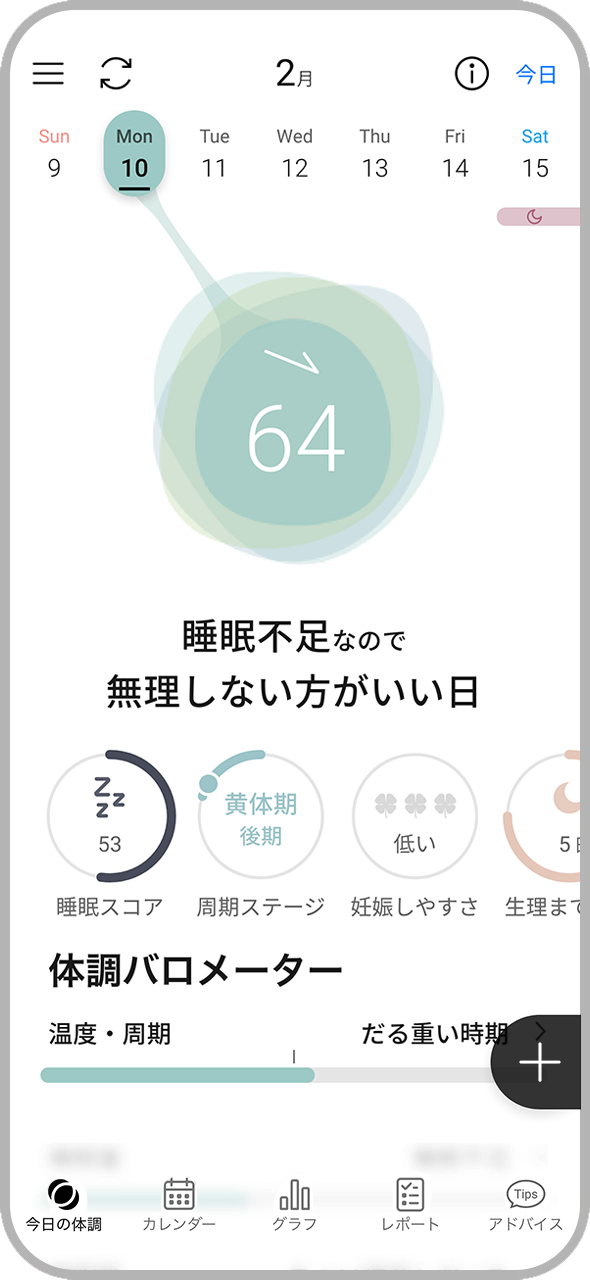 2月
今日
Sun Mon Tue Wed Thu Fri Sat
9 10 11 12 13 14 15
64
睡眠不足なので
無理しない方がいい日
53
黄体期
後期
低い
5
睡眠スコア 周期ステージ 妊娠しやすさ 生理まで
体調バロメーター
温度・周期 だる重い時期
Tips
今日の体調 カレンダー グラフ レポート アドバイス